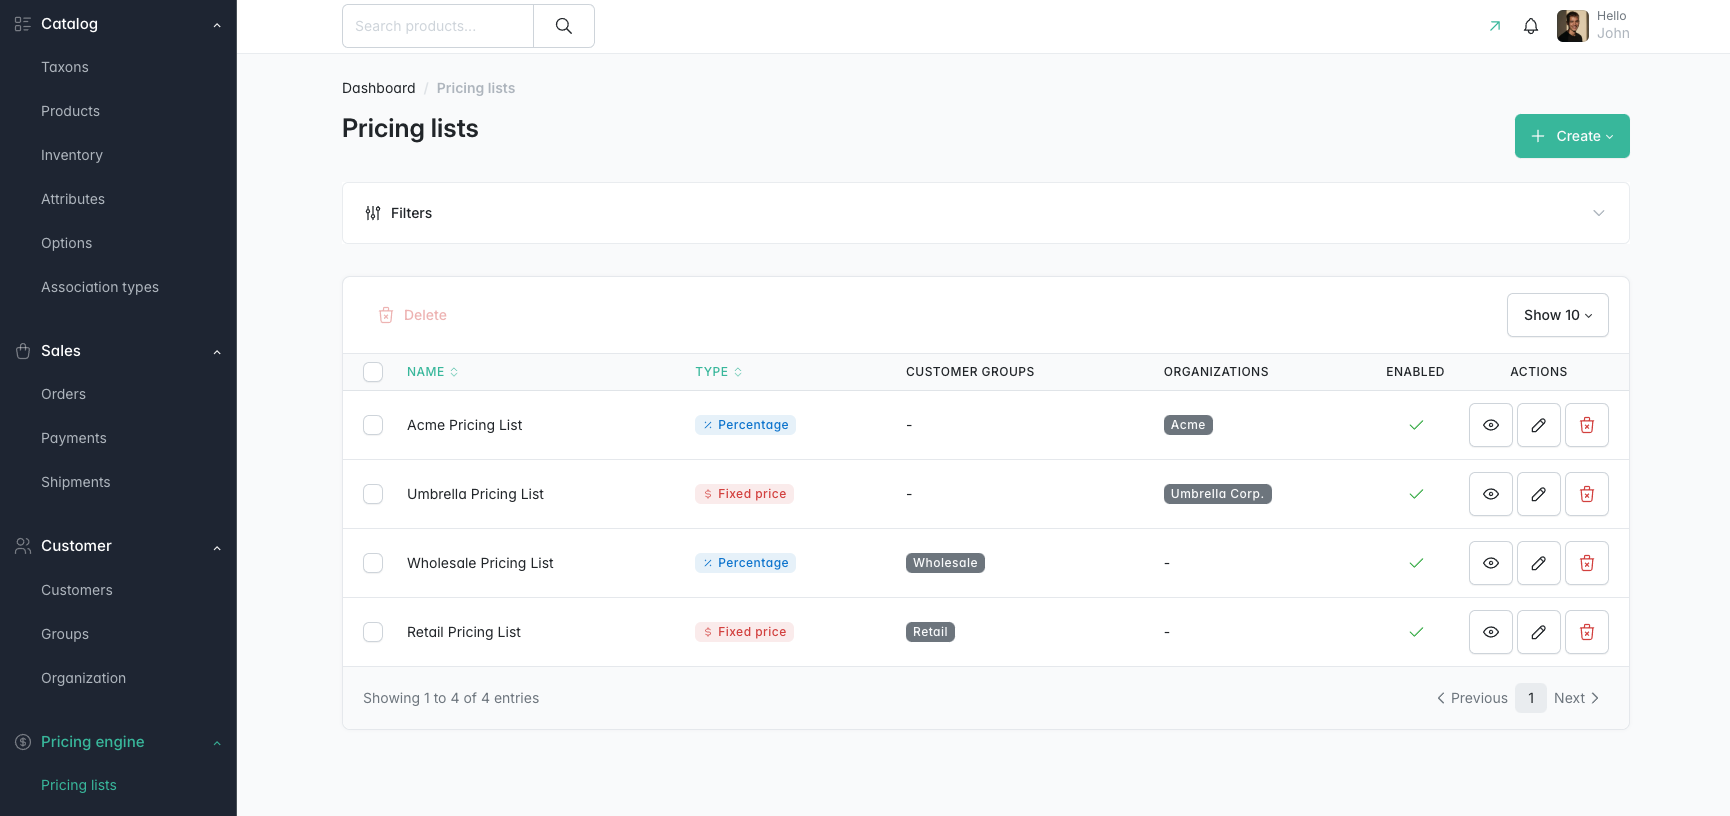 Catalog
Taxons
Products
Inventory
Attributes
Options
Association types
Sales
Orders
Payments
Shipments
Customer
Customers
Groups
Organization
Pricing engine
Pricing lists
Search products...
Hello
John
Dashboard / Pricing lists
Pricing lists
Create
Filters
Delete
Show 10
NAME TYPE CUSTOMER GROUPS ORGANIZATIONS ENABLED ACTIONS
Acme Pricing List Percentage - Acme
Umbrella Pricing List $ Fixed price - Umbrella Corp.
Wholesale Pricing List Percentage Wholesale -
Retail Pricing List $ Fixed price Retail -
Showing 1 to 4 of 4 entries
Previous 1 Next